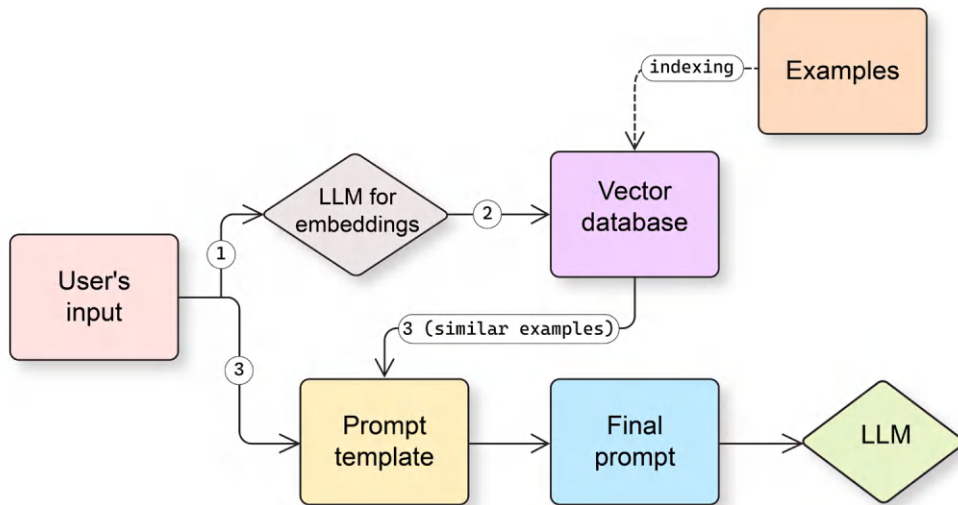 indexing
Examples
LLM for
embeddings
2
Vector
database
1
User's
input
3 (similar examples)
3
Prompt
template
Final
prompt
LLM